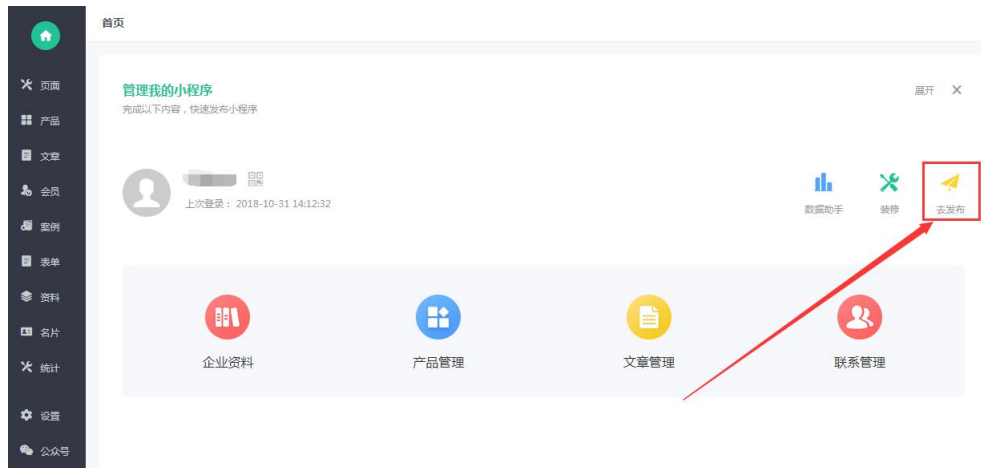 首页
页面
产品
文章
会员
案例
表单
资料
名片
统计
设置
公众号
管理我的小程序
完成以下内容，快速发布小程序
展开
上次登录： 2018-10-31 14:12:32
数据助手
装修
去发布
企业资料
产品管理
文章管理
联系管理